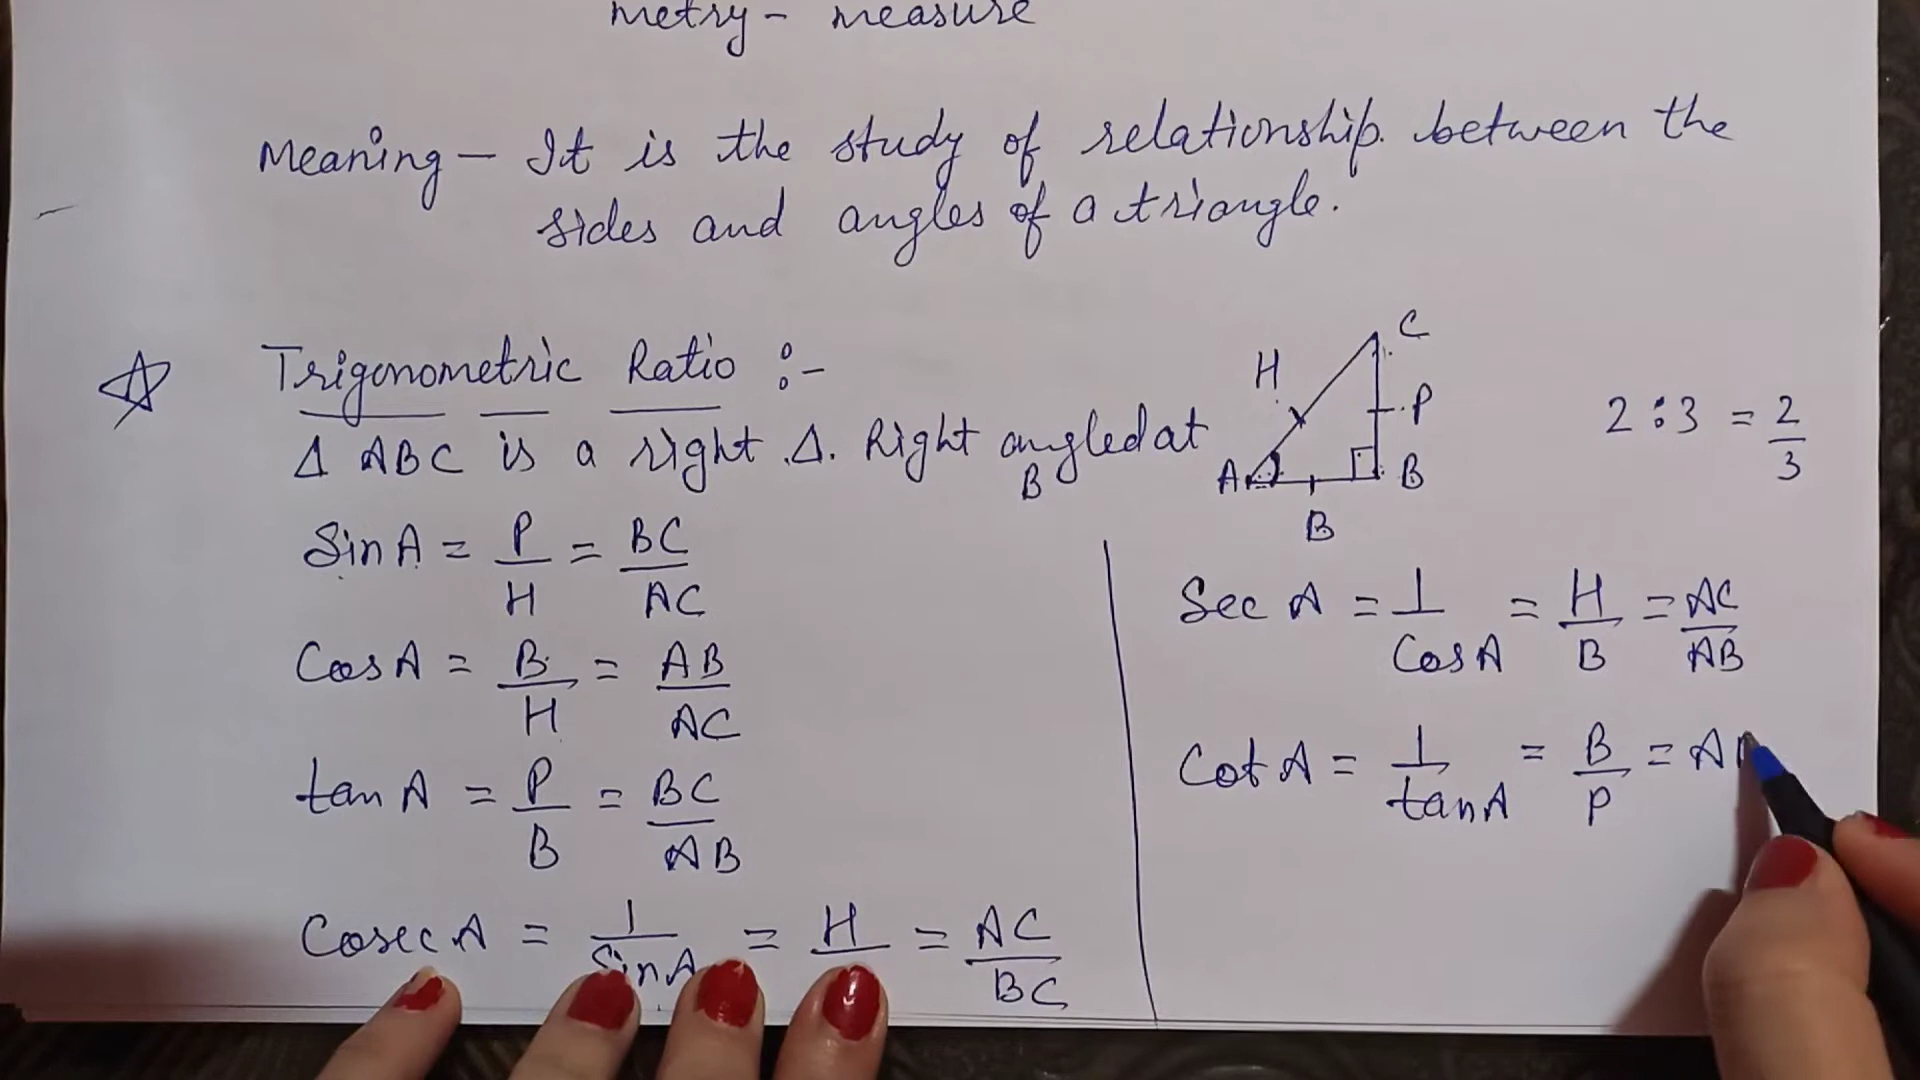 metry - measure
Meaning - It is the study of relationship between the
sides and angles of a triangle.
Trigonometric Ratio :-
Δ ABC is a right Δ. Right angled at
B
C
H
P
A
B
B
2 : 3 = 2/3
Sin A = P/H = BC/AC
Cos A = B/H = AB/AC
tan A = P/B = BC/AB
Cosec A = 1/Sin A = H = AC/BC
Sec A = 1/Cos A = H/B = AC/AB
Cot A = 1/tan A = B/P = A